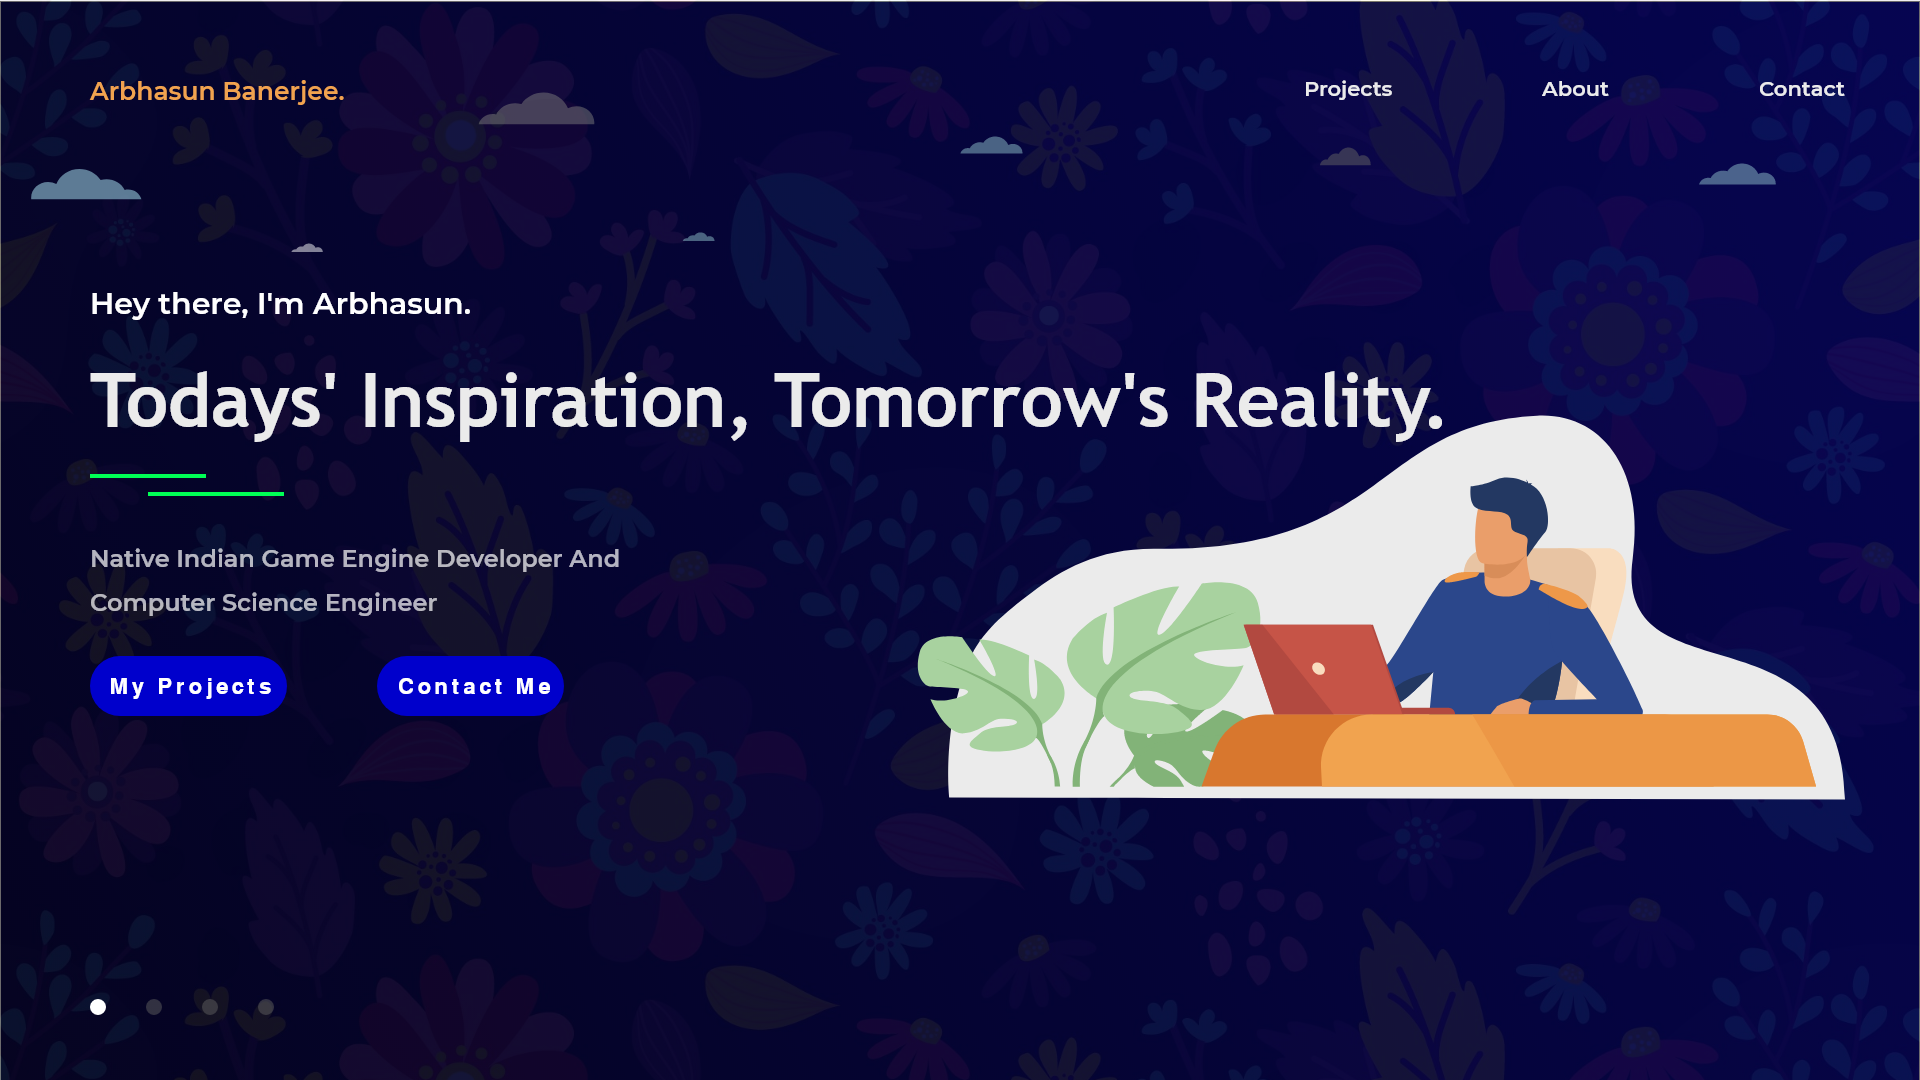 Arbhasun Banerjee.
Projects
About
Contact
Hey there, I'm Arbhasun.
Todays' Inspiration, Tomorrow's Reality.
Native Indian Game Engine Developer And
Computer Science Engineer
My Projects
Contact Me